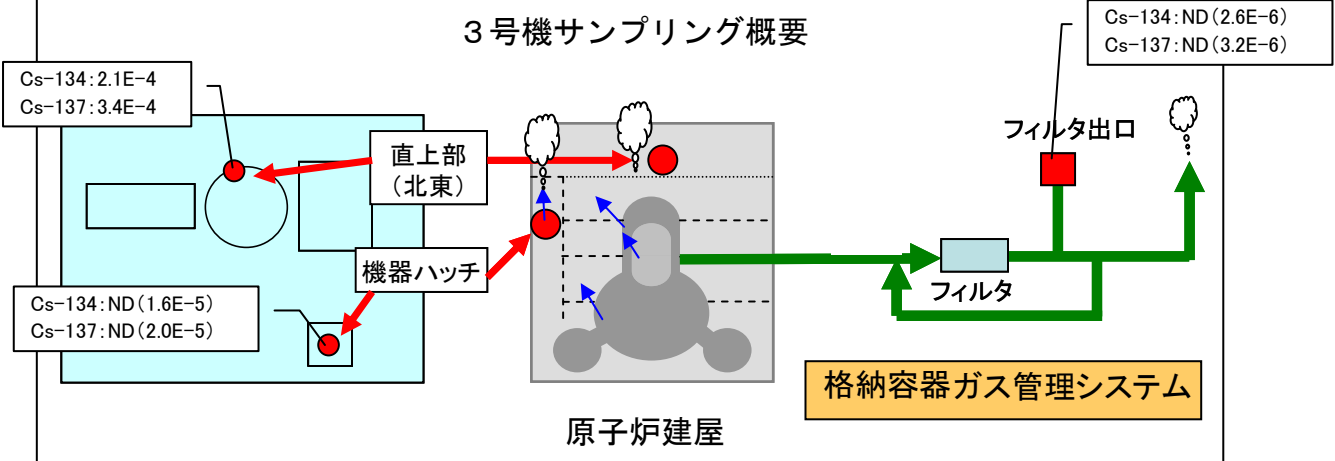 ３号機サンプリング概要
Cs-134：ND（2.6E-6）
Cs-137：ND（3.2E-6）
Cs-134：2.1E-4
Cs-137：3.4E-4
直上部
（北東）
フィルタ出口
機器ハッチ
フィルタ
Cs-134：ND（1.6E-5）
Cs-137：ND（2.0E-5）
格納容器ガス管理システム
原子炉建屋